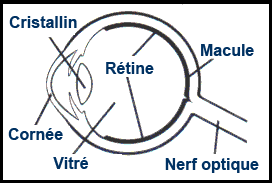 Cristallin
Macule
Rétine
Cornée
Vitré
Nerf optique